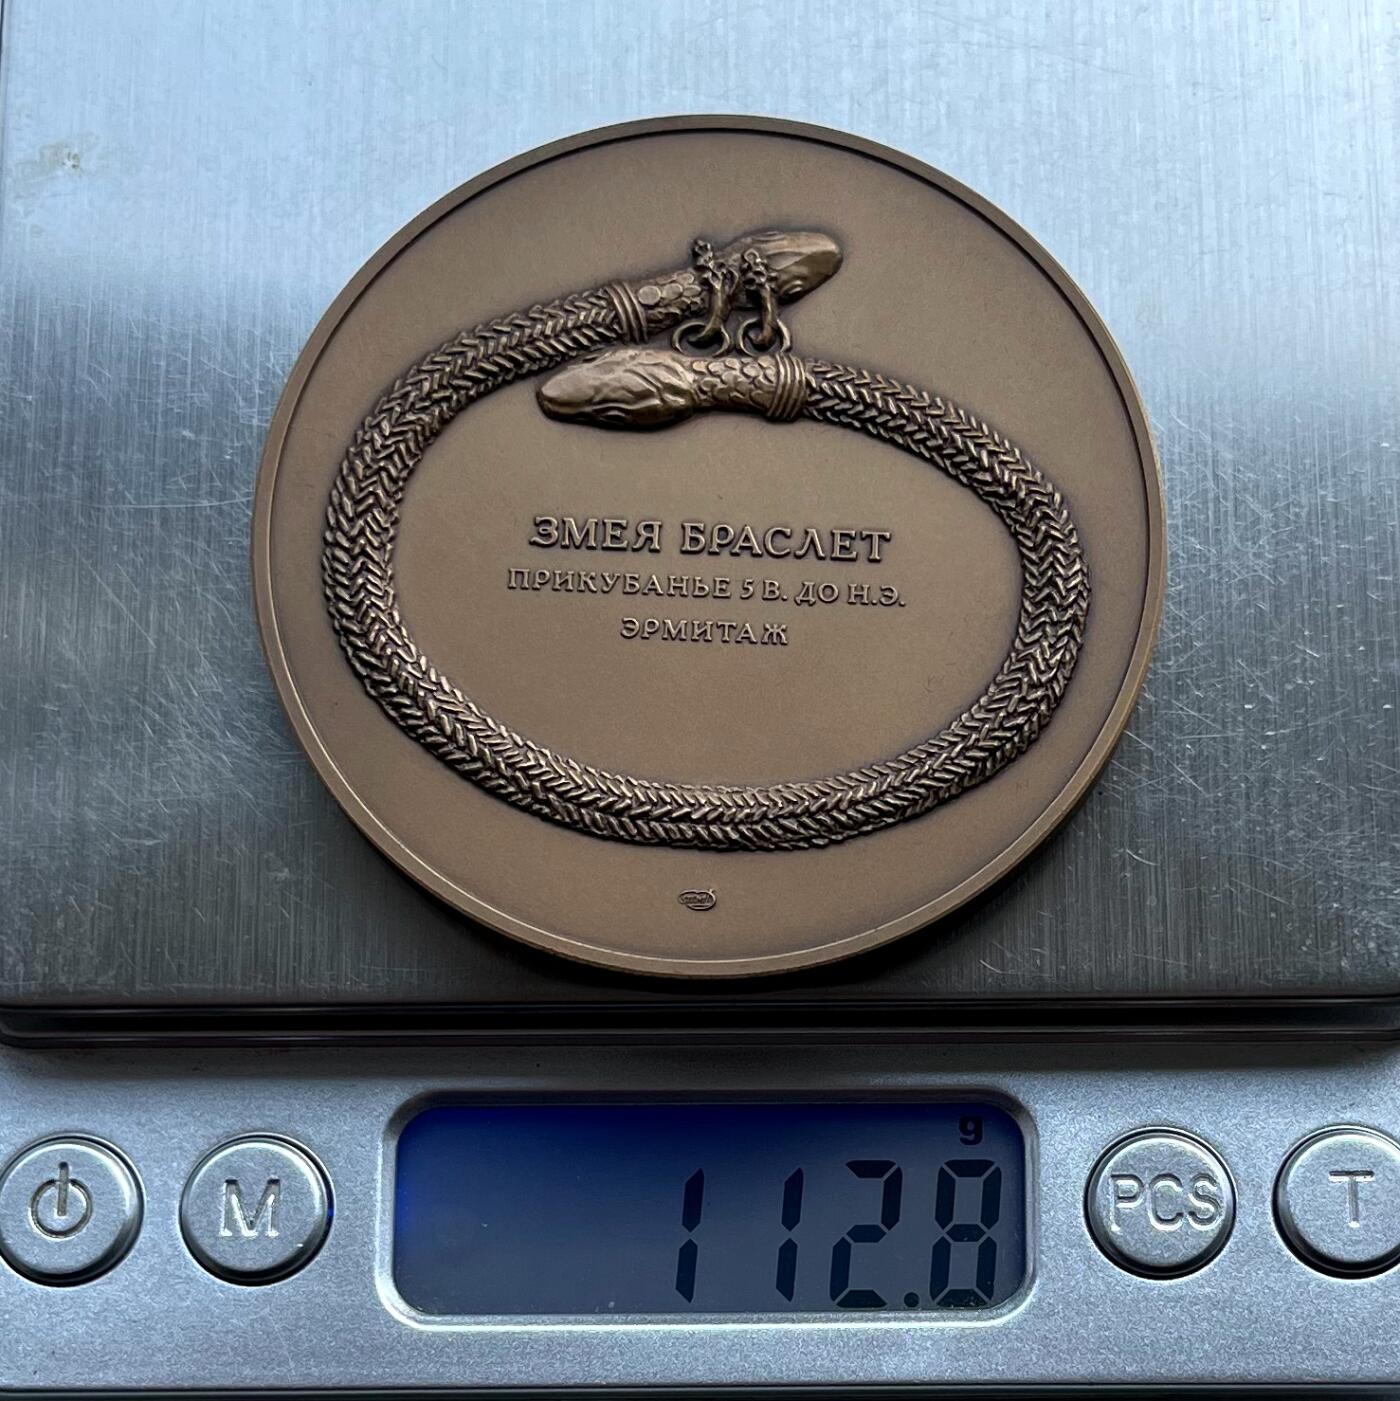 ЗМЕЯ БРАСЛЕТ
ПРИКУБАНЬЕ 5 В. ДО Н.Э.
ЭРМИТАЖ
g
112.8
M
PCS
T